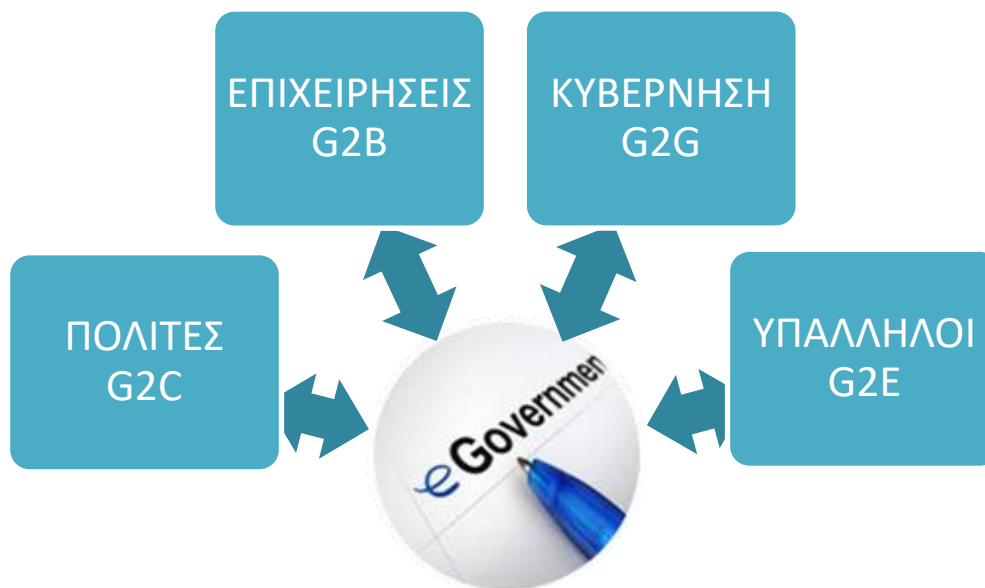 ΕΠΙΧΕΙΡΗΣΕΙΣ
G2B
ΚΥΒΕΡΝΗΣΗ
G2G
ΠΟΛΙΤΕΣ
G2C
ΥΠΑΛΛΗΛΟΙ
G2E
eGovernmen